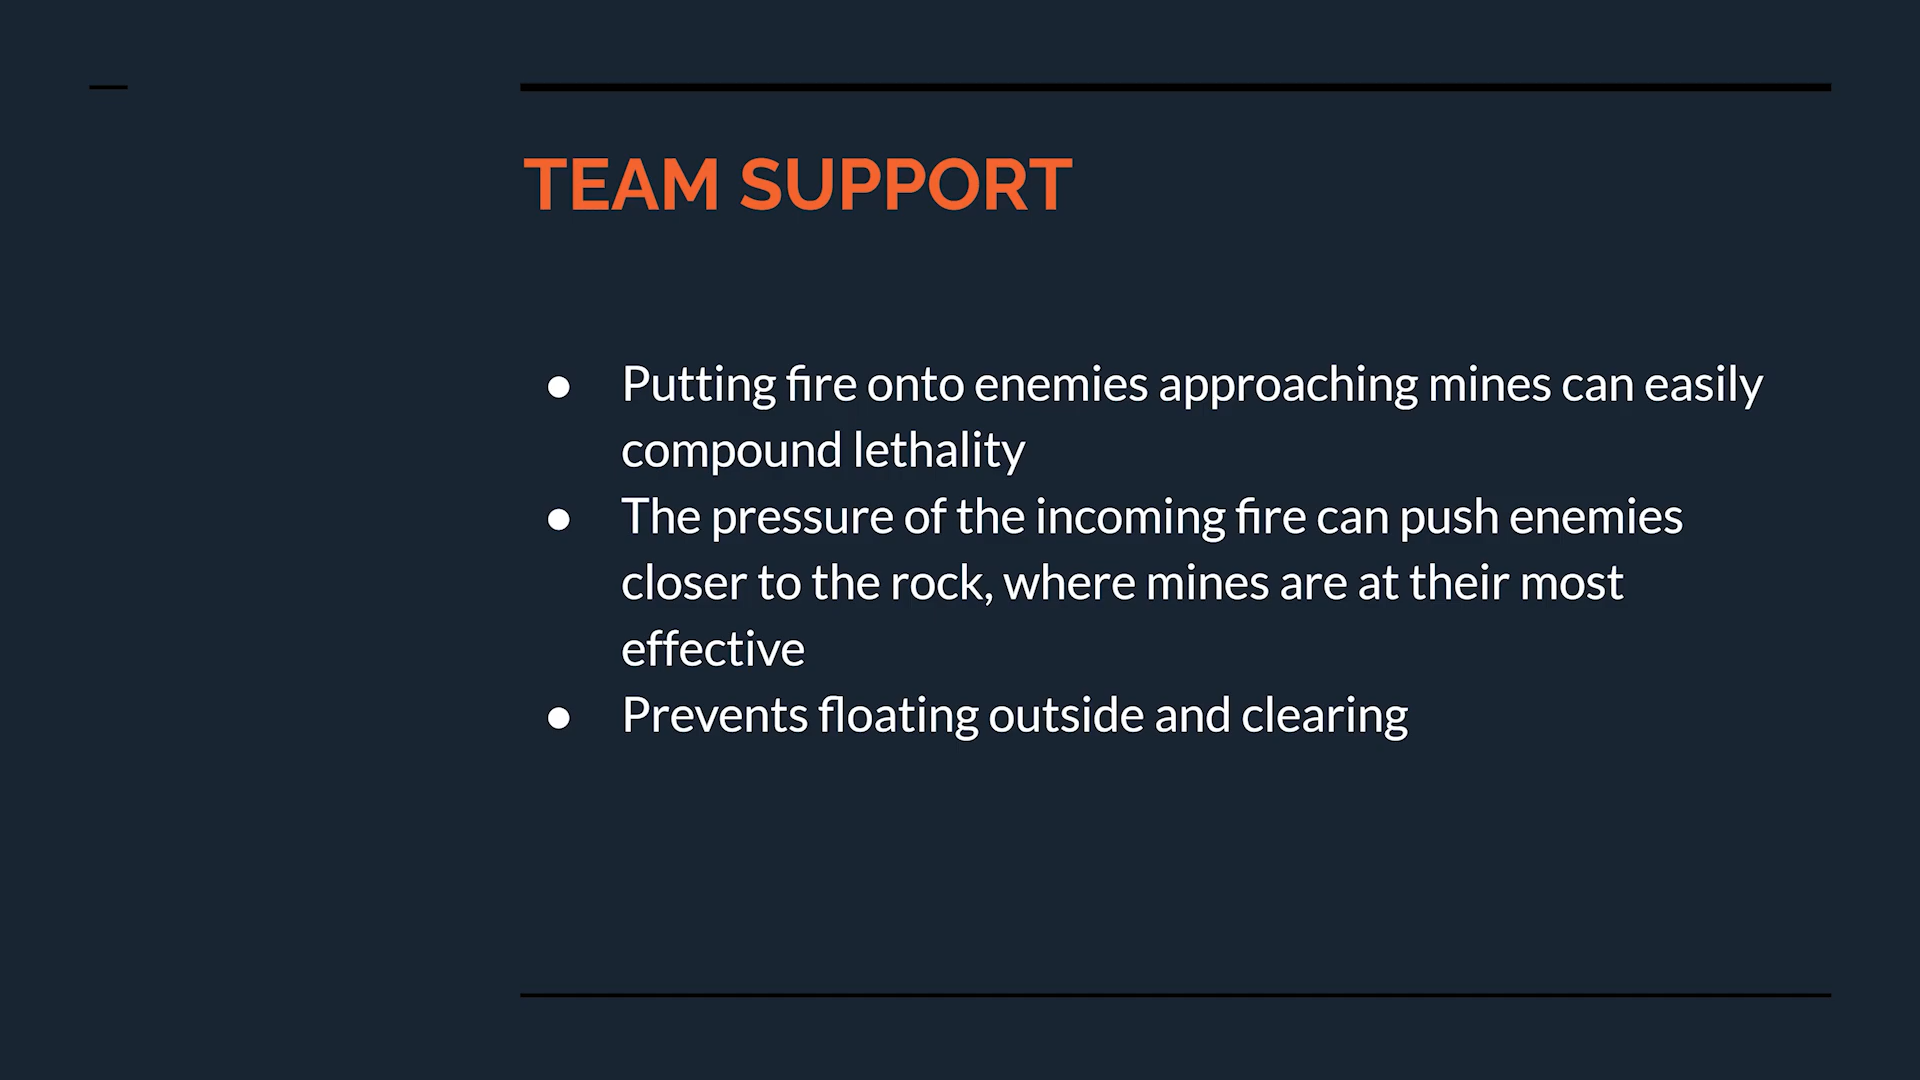 TEAM SUPPORT
● Putting fire onto enemies approaching mines can easily
compound lethality
● The pressure of the incoming fire can push enemies
closer to the rock, where mines are at their most
effective
● Prevents floating outside and clearing